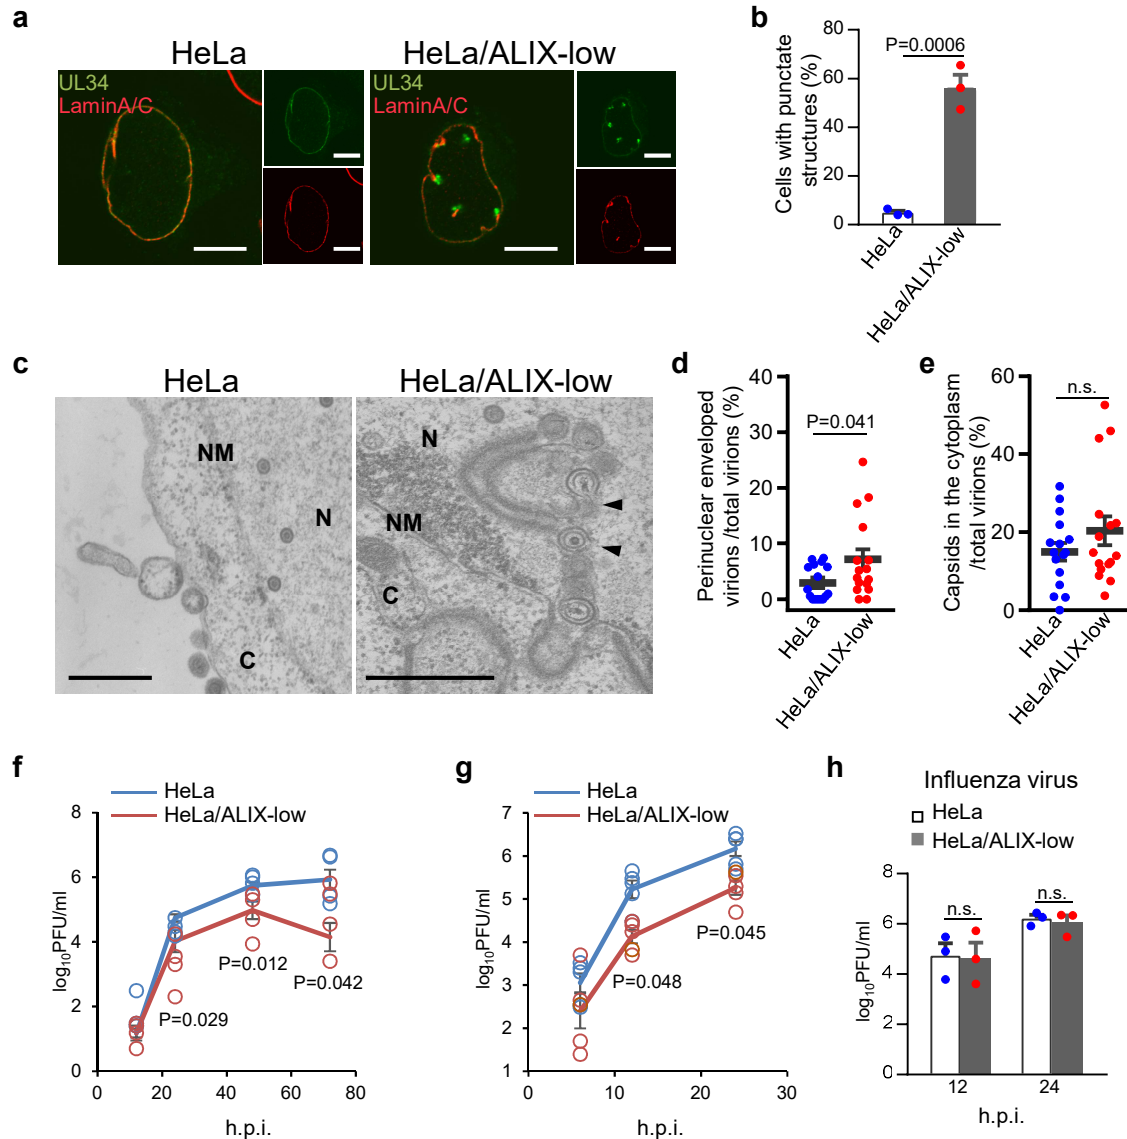 a
HeLa
HeLa/ALIX-low
UL34
LaminA/C
UL34
LaminA/C
b
Cells with punctate
structures (%)
80
60
40
20
0
P=0.0006
HeLa
HeLa/ALIX-low
c
HeLa
HeLa/ALIX-low
NM
N
C
N
NM
C
d
Perinuclear enveloped
virions /total virions (%)
40
30
20
10
0
P=0.041
HeLa
HeLa/ALIX-low
e
Capsids in the cytoplasm
/total virions (%)
60
40
20
0
n.s.
HeLa
HeLa/ALIX-low
f
HeLa
HeLa/ALIX-low
log₁₀PFU/ml
8
6
4
2
0
P=0.029
P=0.012
P=0.042
0 20 40 60 80
h.p.i.
g
HeLa
HeLa/ALIX-low
log₁₀PFU/ml
7
6
5
4
3
2
1
P=0.048
P=0.045
0 10 20 30
h.p.i.
h
Influenza virus
HeLa
HeLa/ALIX-low
log₁₀PFU/ml
8
6
4
2
0
n.s.
n.s.
12 24
h.p.i.